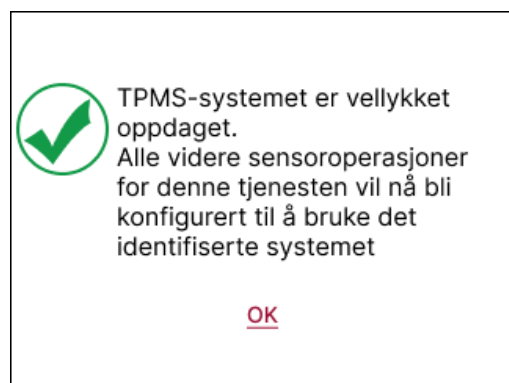 TPMS-systemet er vellykket
oppdaget.
Alle videre sensoroperasjoner
for denne tjenesten vil nå bli
konfigurert til å bruke det
identifiserte systemet
OK